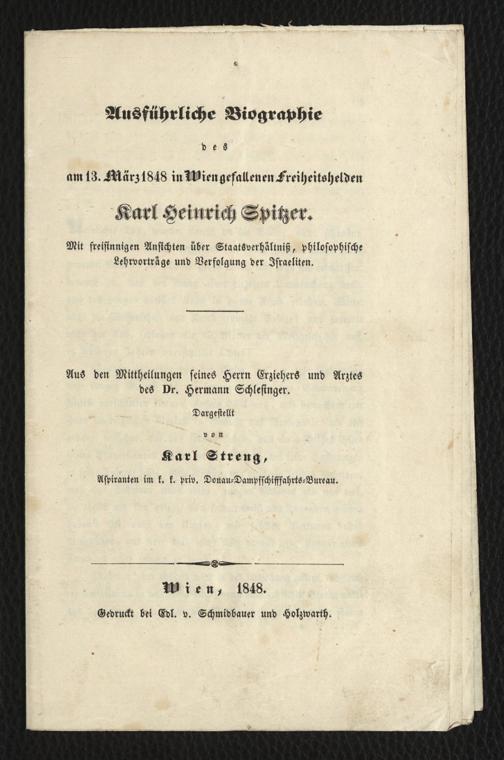 Ausführliche Biographie
des
am 13. März 1848 in Wien gefallenen Freiheitshelden
Karl Heinrich Spitzer.
Mit freisinnigen Ansichten über Staatsverhältniß, philosophische
Lehrvorträge und Verfolgung der Israeliten.
Aus den Mittheilungen seines Herrn Erziehers und Arztes
des Dr. Hermann Schlesinger.
Dargestellt
von
Karl Streng,
Aspiranten im k. k. priv. Donau-Dampfschifffahrts-Bureau.
Wien, 1848.
Gedruckt bei Edl. v. Schmidbauer und Holzwarth.